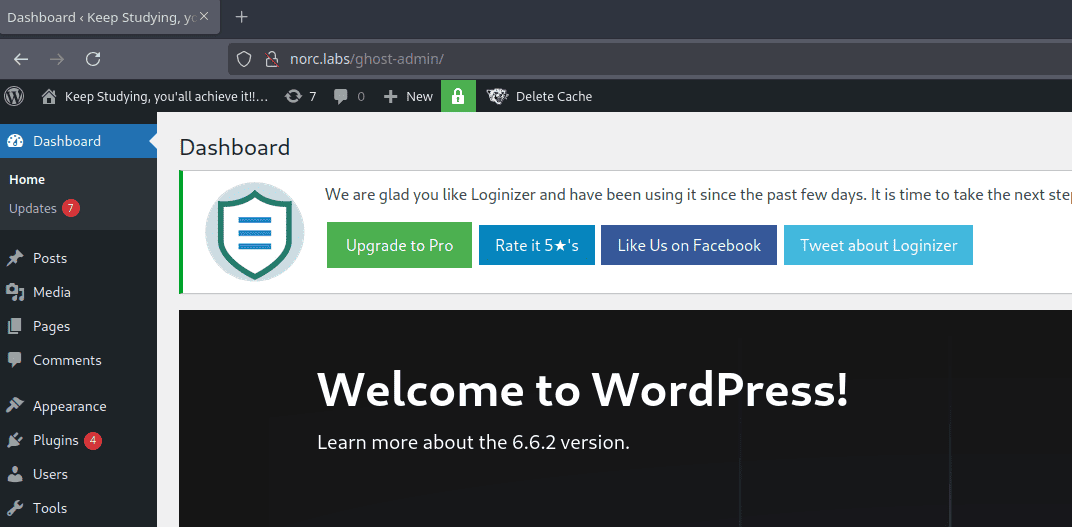 Dashboard ‹ Keep Studying, yo
norc.labs/ghost-admin/
Keep Studying, you'all achieve it!!... 7 0 New Delete Cache
Dashboard
Home
Updates 7
Posts
Media
Pages
Comments
Appearance
Plugins 4
Users
Tools
Dashboard
We are glad you like Loginizer and have been using it since the past few days. It is time to take the next step
Upgrade to Pro Rate it 5★'s Like Us on Facebook Tweet about Loginizer
Welcome to WordPress!
Learn more about the 6.6.2 version.